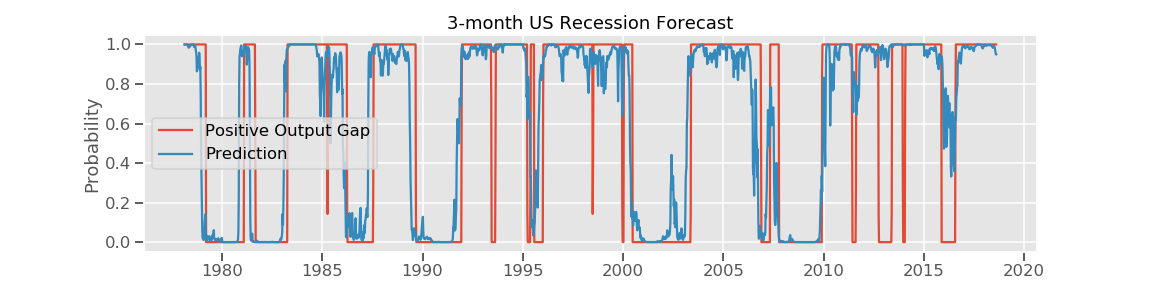 3-month US Recession Forecast
1.0
0.8
0.6
0.4
0.2
0.0
Probability
Positive Output Gap
Prediction
1980 1985 1990 1995 2000 2005 2010 2015 2020